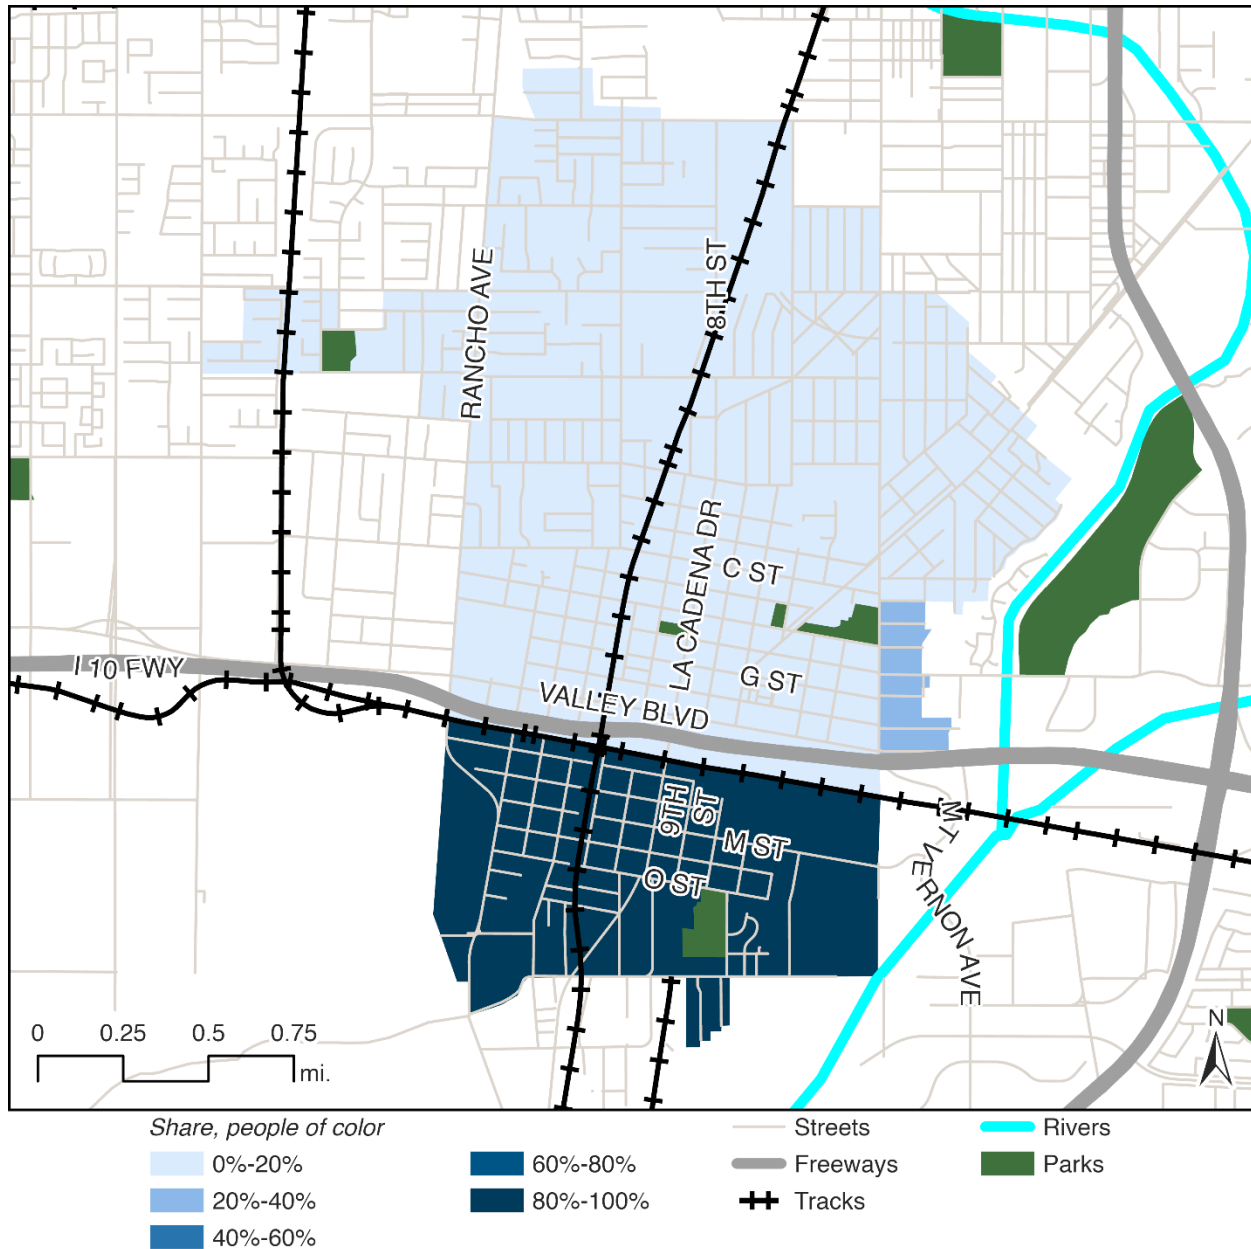 8TH ST
RANCHO AVE
LA CADENA DR
C ST
I 10 FWY
G ST
VALLEY BLVD
9TH
ST
M ST
MT VERNON AVE
O ST
0 0.25 0.5 0.75
mi.
N
Share, people of color
0%-20%
20%-40%
40%-60%
60%-80%
80%-100%
Streets
Freeways
Tracks
Rivers
Parks